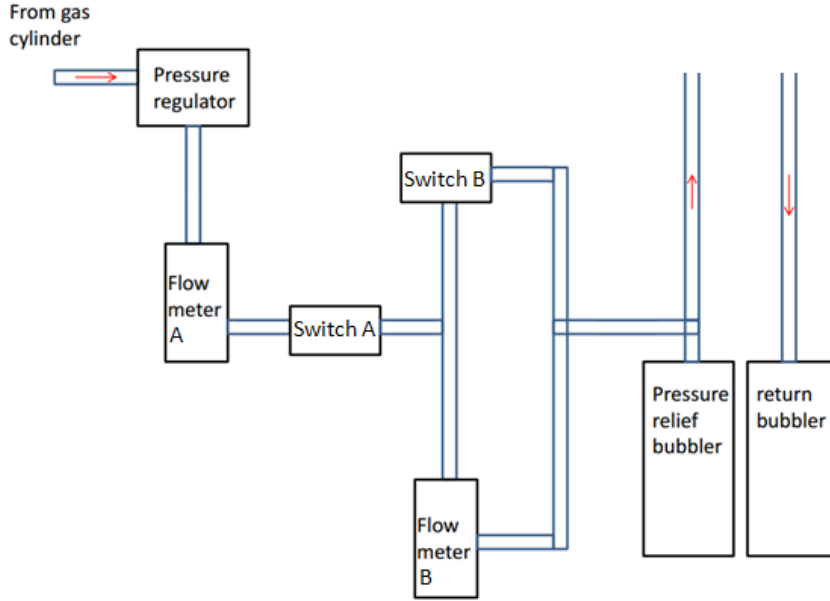 From gas
cylinder
Pressure
regulator
Switch B
Flow
meter
A
Switch A
Pressure
relief
bubbler
return
bubbler
Flow
meter
B